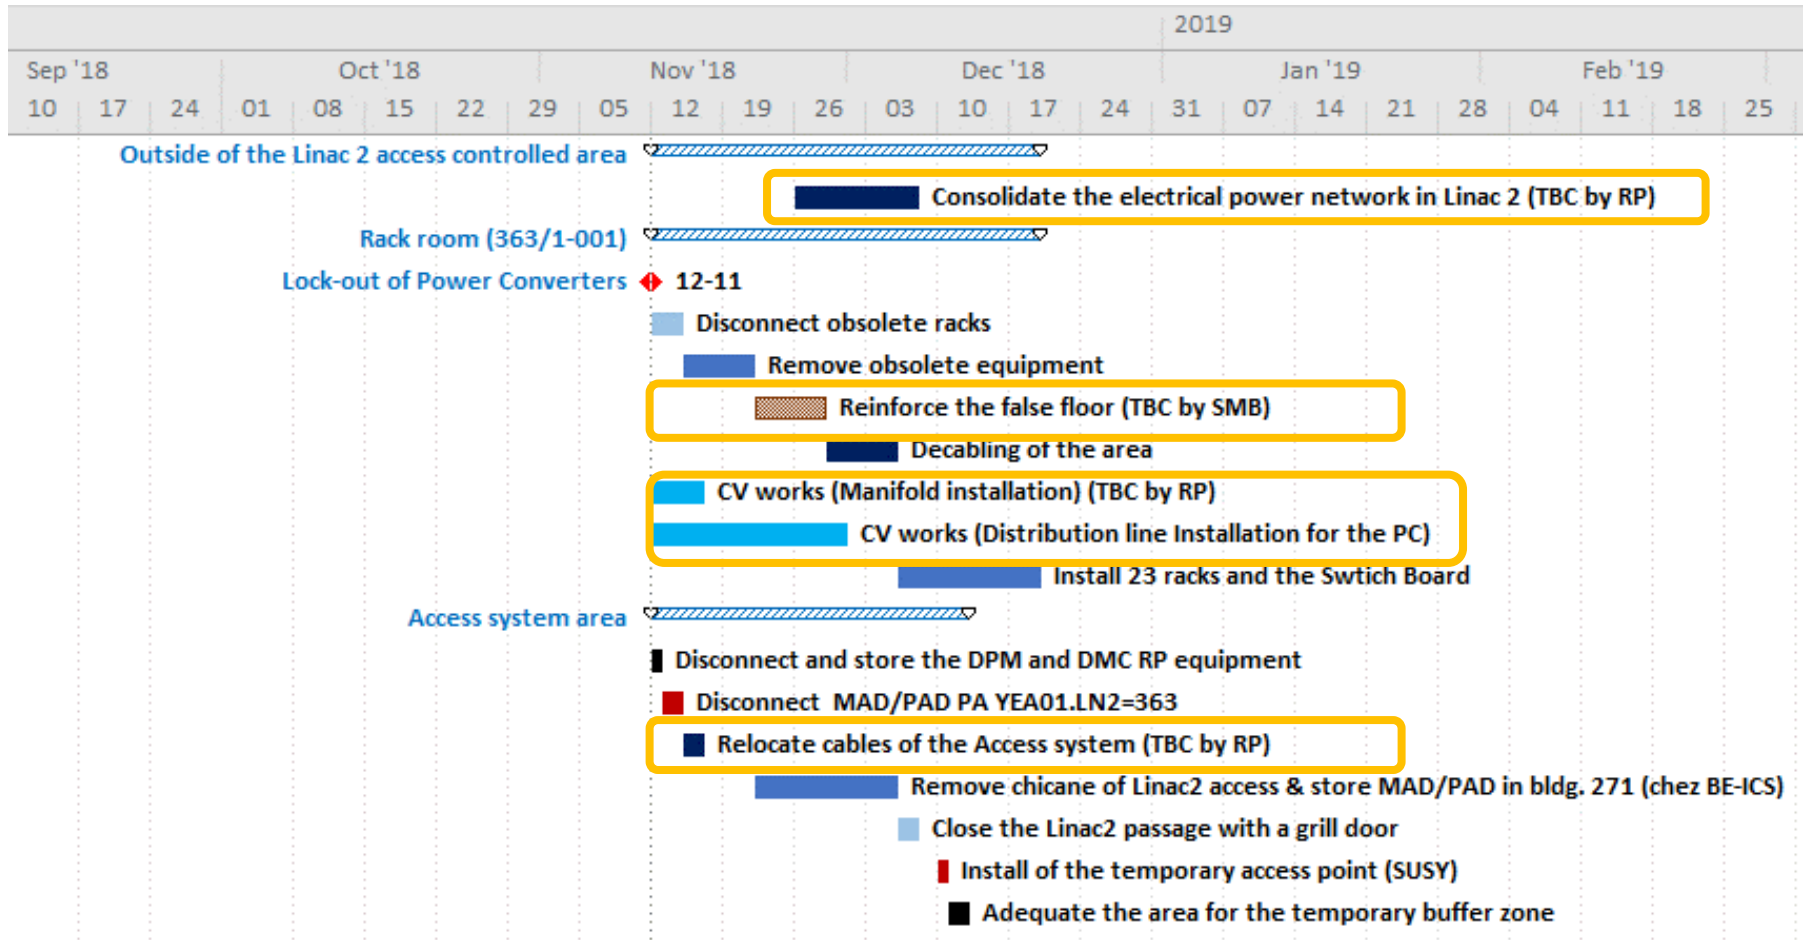 2019
Sep '18 Oct '18 Nov '18 Dec '18 Jan '19 Feb '19
10 17 24 01 08 15 22 29 05 12 19 26 03 10 17 24 31 07 14 21 28 04 11 18 25
Outside of the Linac 2 access controlled area
Consolidate the electrical power network in Linac 2 (TBC by RP)
Rack room (363/1-001)
Lock-out of Power Converters 12-11
Disconnect obsolete racks
Remove obsolete equipment
Reinforce the false floor (TBC by SMB)
Decabling of the area
CV works (Manifold installation) (TBC by RP)
CV works (Distribution line Installation for the PC)
Install 23 racks and the Swtich Board
Access system area
Disconnect and store the DPM and DMC RP equipment
Disconnect MAD/PAD PA YEA01.LN2=363
Relocate cables of the Access system (TBC by RP)
Remove chicane of Linac2 access & store MAD/PAD in bldg. 271 (chez BE-ICS)
Close the Linac2 passage with a grill door
Install of the temporary access point (SUSY)
Adequate the area for the temporary buffer zone